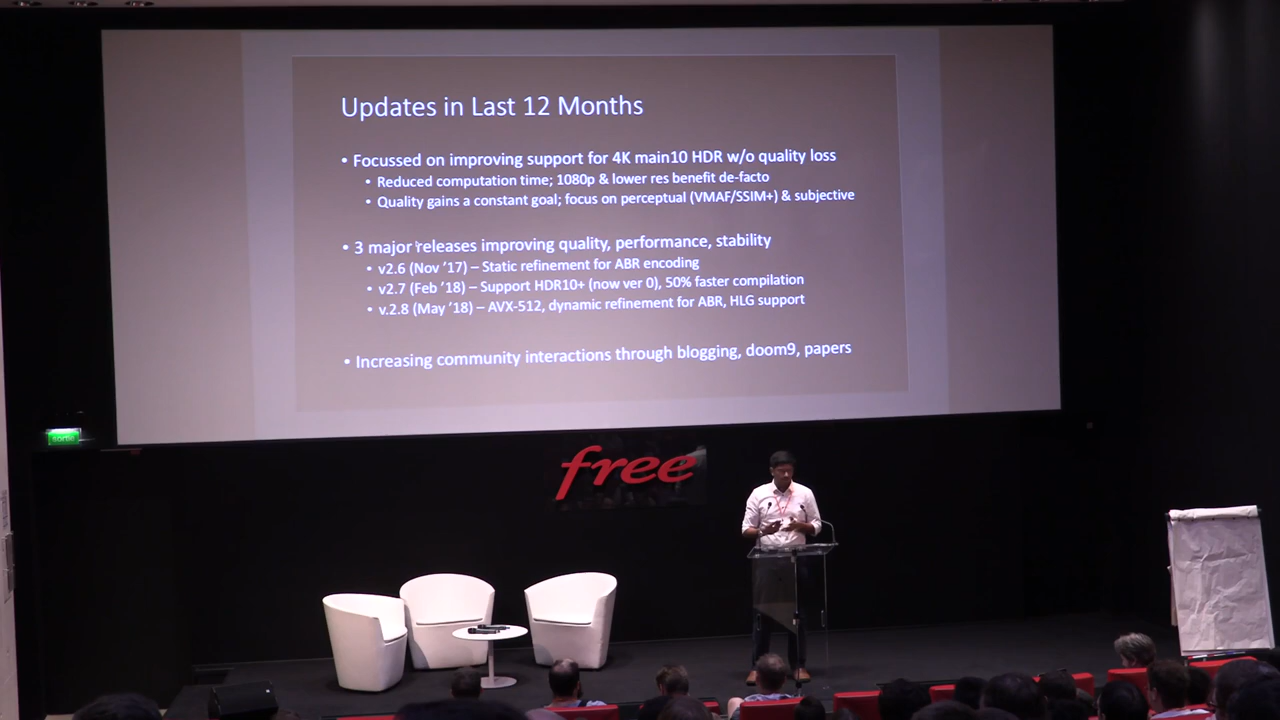 Updates in Last 12 Months
• Focussed on improving support for 4K main10 HDR w/o quality loss
• Reduced computation time; 1080p & lower res benefit de-facto
• Quality gains a constant goal; focus on perceptual (VMAF/SSIM+) & subjective
• 3 major releases improving quality, performance, stability
• v2.6 (Nov ’17) – Static refinement for ABR encoding
• v2.7 (Feb ’18) – Support HDR10+ (now ver 0), 50% faster compilation
• v.2.8 (May ’18) – AVX-512, dynamic refinement for ABR, HLG support
• Increasing community interactions through blogging, doom9, papers
sortie
free